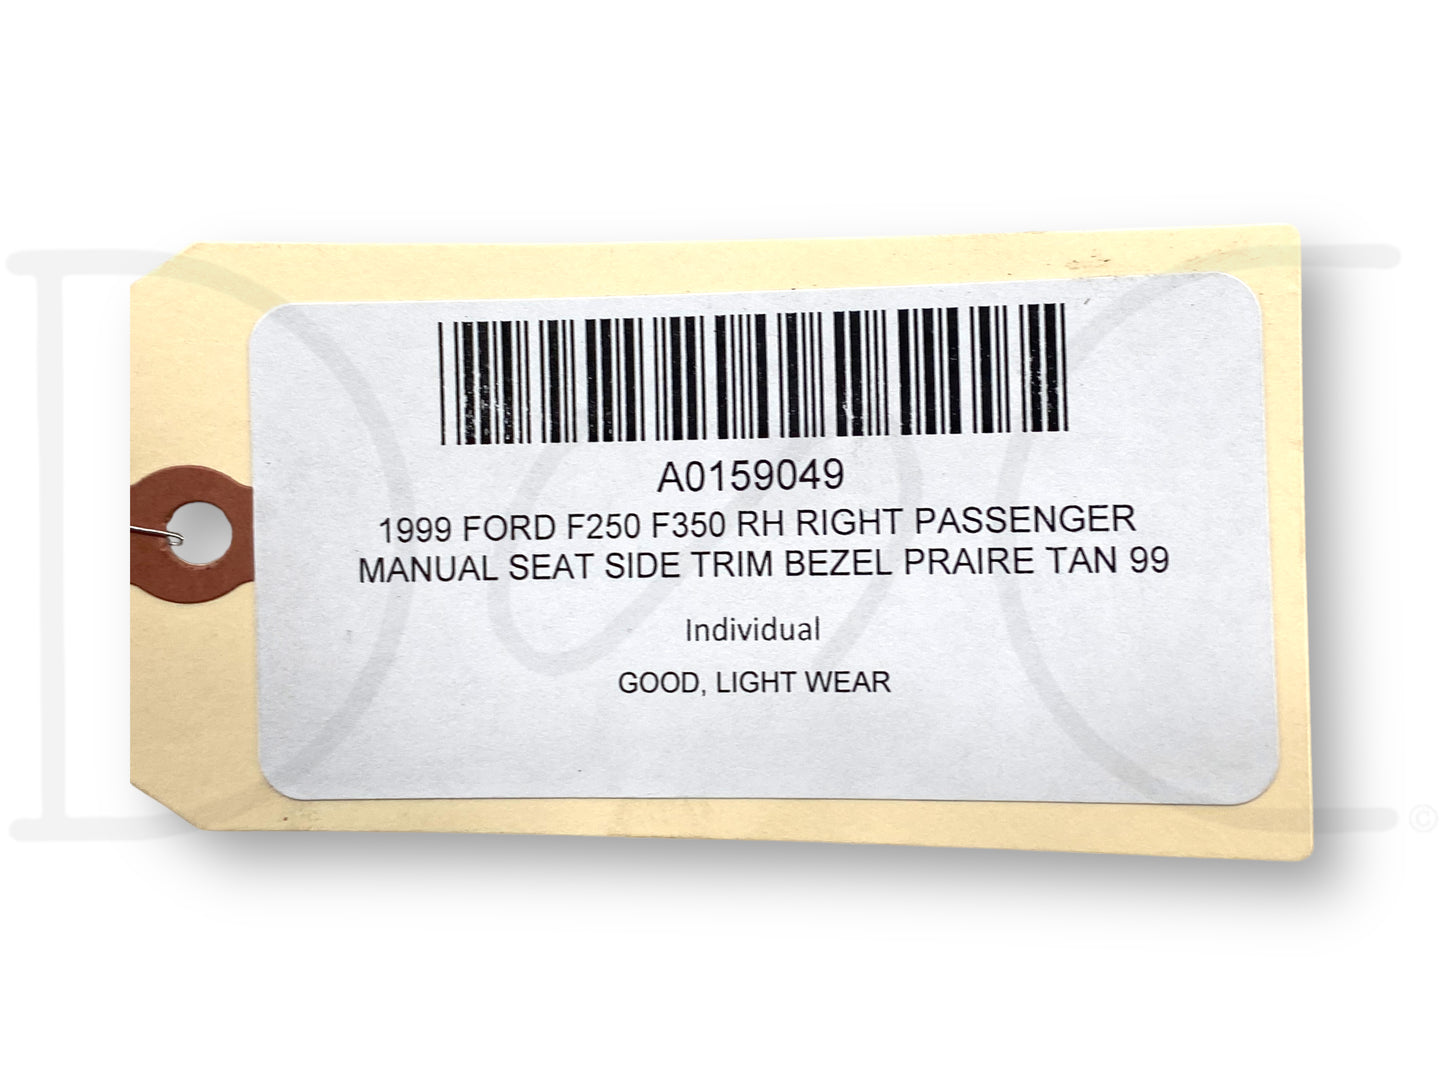 A0159049
1999 FORD F250 F350 RH RIGHT PASSENGER
MANUAL SEAT SIDE TRIM BEZEL PRAIRE TAN 99
Individual
GOOD, LIGHT WEAR
©